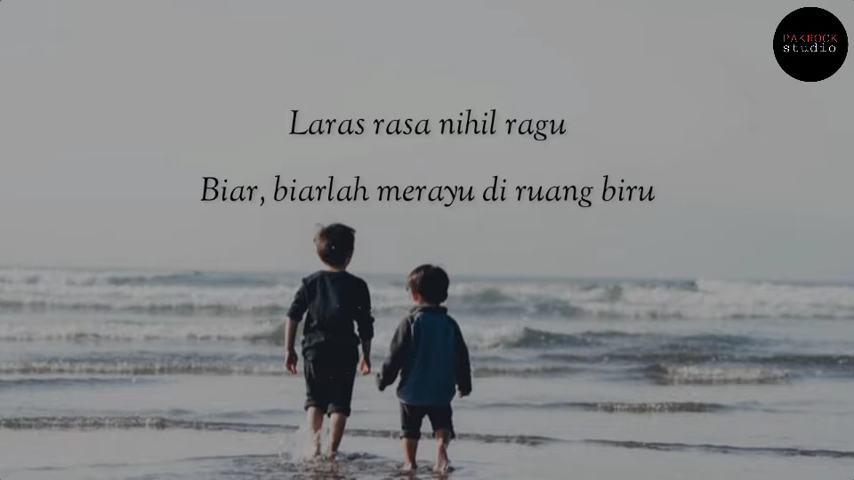 PAKROCK
studio
Laras rasa nihil ragu
Biar, biarlah merayu di ruang biru